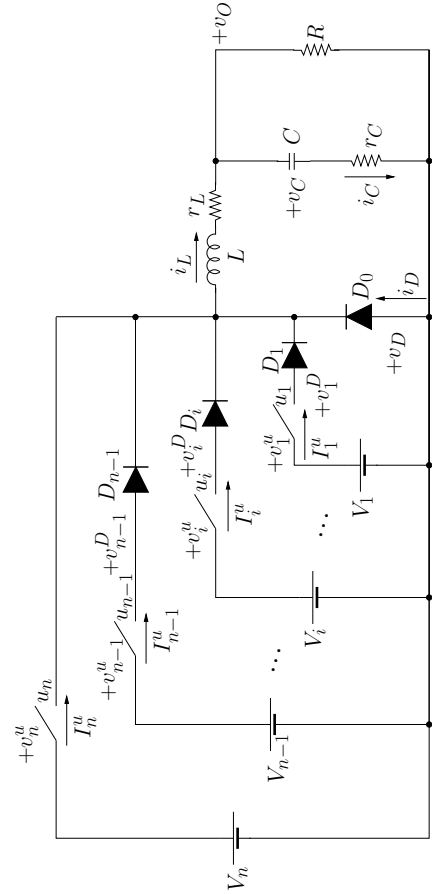 +v_n^u u_n
I_n^u
+v_{n-1}^u u_{n-1} +v_{n-1}^D D_{n-1}
I_{n-1}^u
+v_i^u u_i +v_i^D D_i
I_i^u
i_L
L
r_L
+v_O
+v_1^u u_1 D_1
I_1^u
+v_1^D
V_n
V_{n-1}
...
V_i
...
V_1
D_0
i_D
+v_D
C
+v_C
r_C
i_C
R